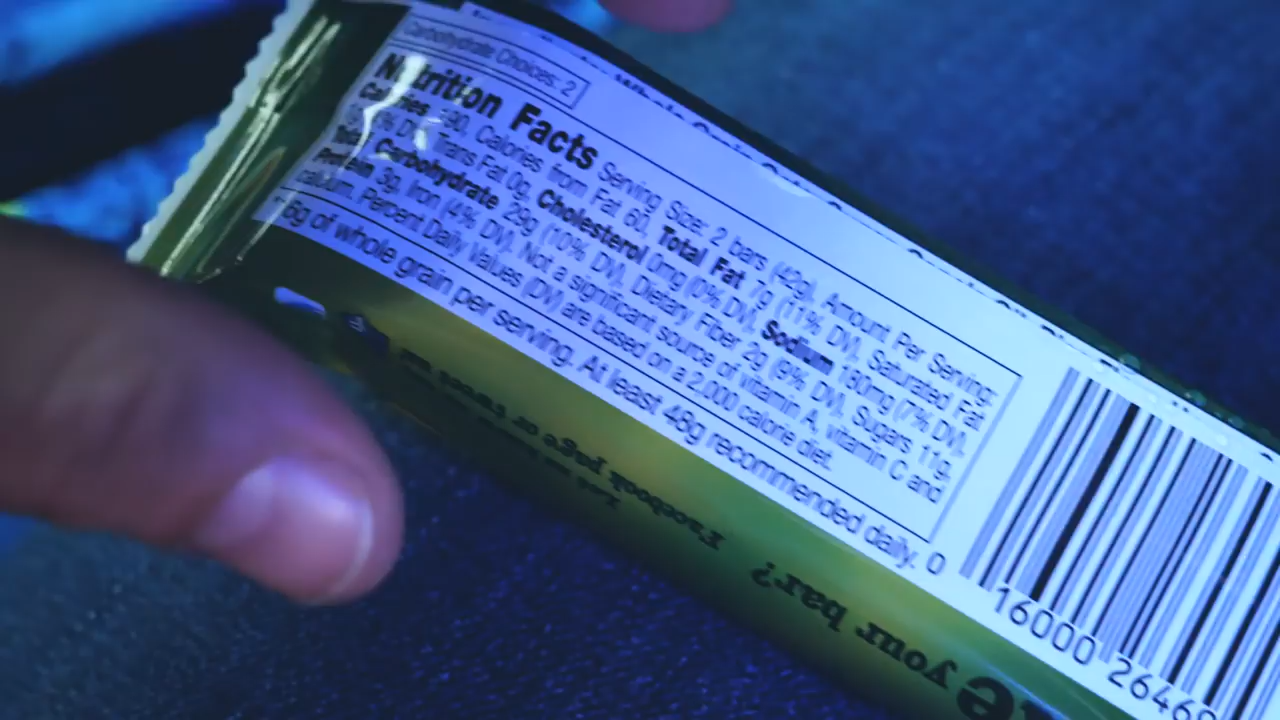 Carbohydrate Choices: 2
Nutrition Facts Serving Size: 2 bars (42g), Amount Per Serving:
Calories 190, Calories from Fat 60, Total Fat 7g (11% DV), Saturated Fat
DV), Trans Fat 0g, Cholesterol 0mg (0% DV), Sodium 160mg (7% DV),
Total Carbohydrate 29g (10% DV), Dietary Fiber 2g (8% DV), Sugars 11g,
Protein 3g, Iron (4% DV). Not a significant source of vitamin A, vitamin C and
calcium. Percent Daily Values (DV) are based on a 2,000 calorie diet.
of whole grain per serving. At least 48g recommended daily. 0
16000 2646
Facebook page or
your bar?